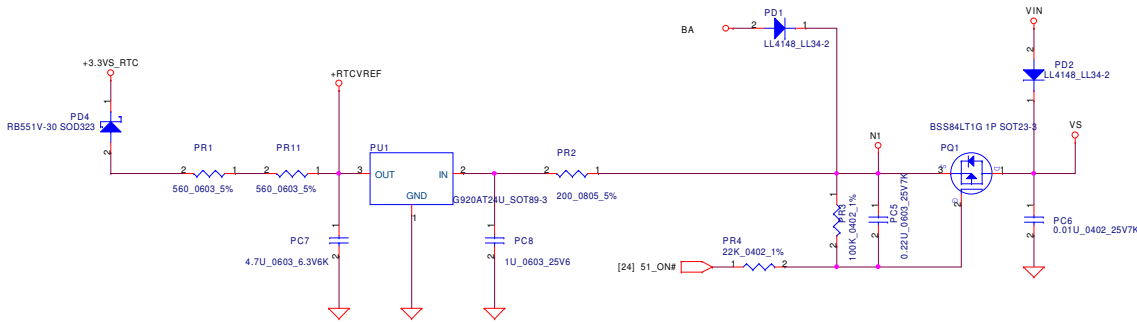 VIN
PD1
BA
2
1
LL4148_LL34-2
2
PD2
LL4148_LL34-2
1
+3.3VS_RTC
+RTCVREF
1
PD4
RB551V-30 SOD323
2
BSS84LT1G 1P SOT23-3
VS
N1
PQ1
PR1
PR11
PU1
PR2
2
1
2
1
3
OUT
IN
2
2
1
3
S
D
1
560_0603_5%
560_0603_5%
GND
G920AT24U_SOT89-3
200_0805_5%
1
G
2
1
PR3
100K_0402_1%
2
1
PC5
0.22U_0603_25V7K
2
1
PC6
0.01U_0402_25V7K
2
1
PC7
4.7U_0603_6.3V6K
2
1
PC8
1U_0603_25V6
2
PR4
22K_0402_1%
[24] 51_ON#
1
2